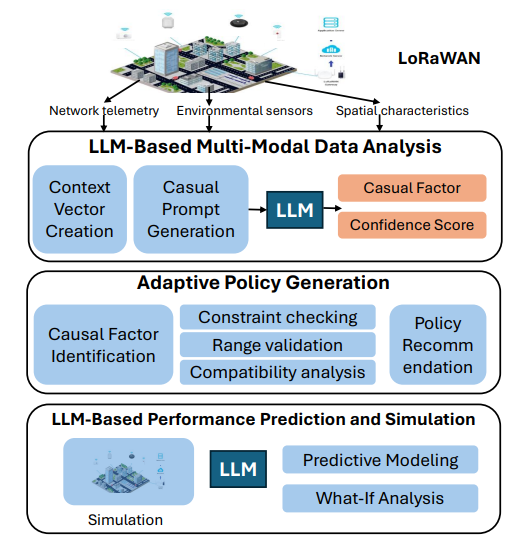 LoRaWAN
Network telemetry Environmental sensors Spatial characteristics
LLM-Based Multi-Modal Data Analysis
Context
Vector
Creation
Casual
Prompt
Generation
LLM
Casual Factor
Confidence Score
Adaptive Policy Generation
Causal Factor
Identification
Constraint checking
Range validation
Compatibility analysis
Policy
Recomm
endation
LLM-Based Performance Prediction and Simulation
Simulation
LLM
Predictive Modeling
What-If Analysis